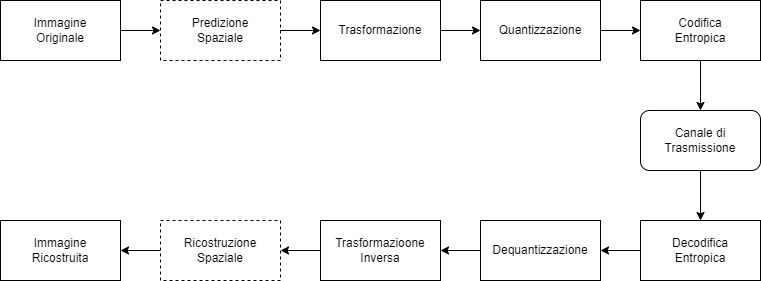 Immagine
Originale
Predizione
Spaziale
Trasformazione
Quantizzazione
Codifica
Entropica
Canale di
Trasmissione
Immagine
Ricostruita
Ricostruzione
Spaziale
Trasformazioone
Inversa
Dequantizzazione
Decodifica
Entropica